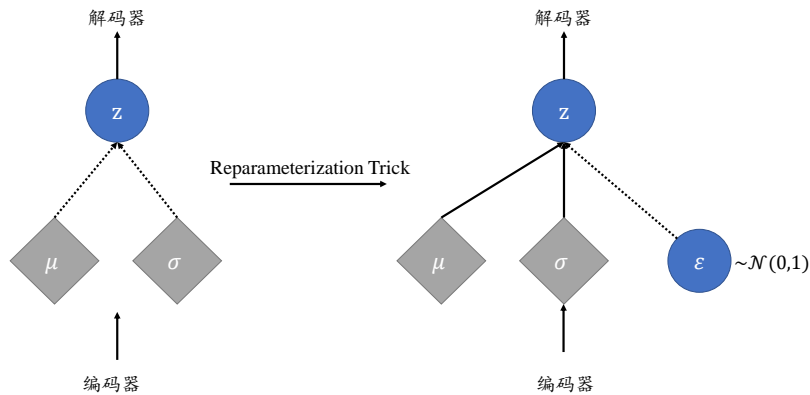 解码器
z
μ
σ
编码器
Reparameterization Trick
解码器
z
μ
σ
ε
~𝒩(0,1)
编码器